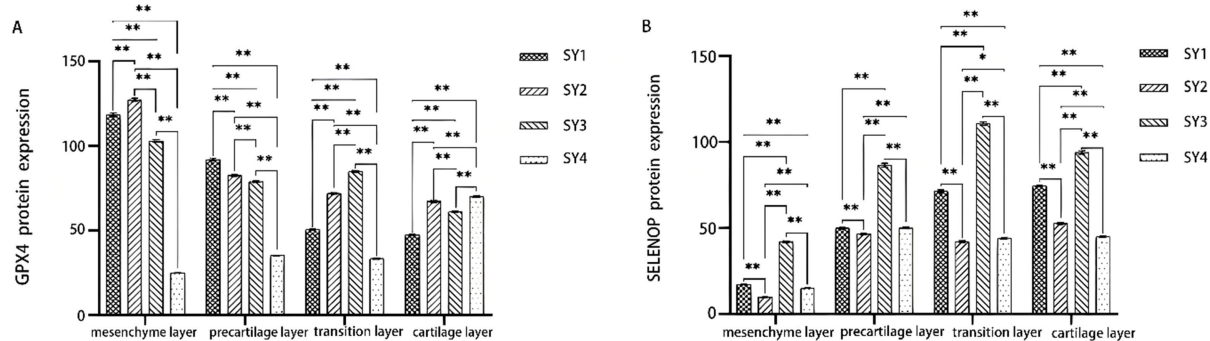 A
GPX4 protein expression
150
100
50
0
** ** ** ** ** **
** ** ** ** ** **
** ** ** ** ** **
** ** ** ** ** **
mesenchyme layer precartilage layer transition layer cartilage layer
SY1
SY2
SY3
SY4
B
SELENOP protein expression
150
100
50
0
** ** ** ** ** **
** ** ** ** **
** ** * ** ** **
** ** ** ** ** **
mesenchyme layer precartilage layer transition layer cartilage layer
SY1
SY2
SY3
SY4